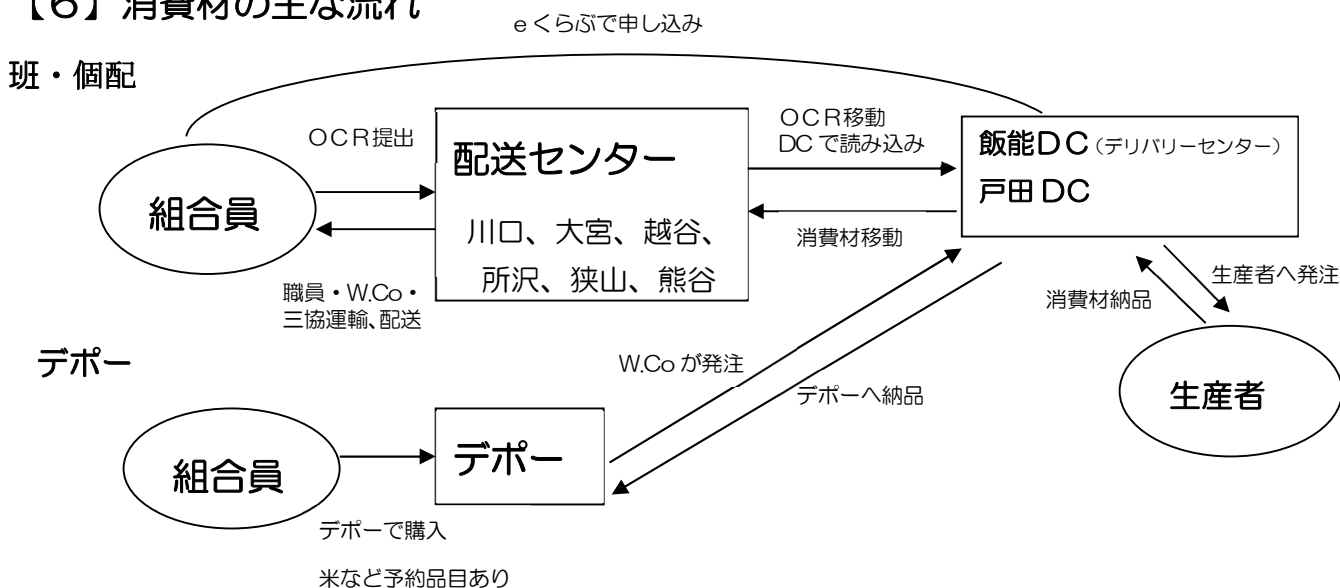 【6】消費材の主な流れ
eくらぶで申し込み
班・個配
OCR提出
OCR移動
DCで読み込み
配送センター
川口、大宮、越谷、
所沢、狭山、熊谷
飯能DC(デリバリーセンター)
戸田DC
組合員
消費材移動
職員・W.Co・
三協運輸、配送
生産者へ発注
消費材納品
デポー
W.Coが発注
デポーへ納品
生産者
組合員
デポー
デポーで購入
米など予約品目あり